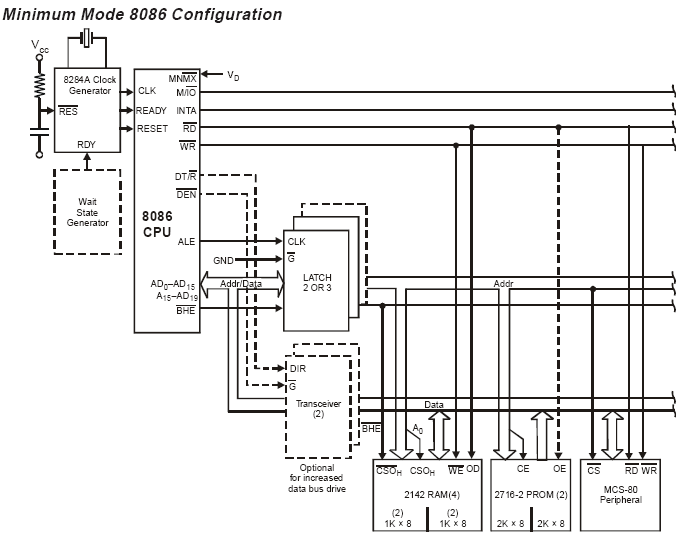 Minimum Mode 8086 Configuration
Vcc
8284A Clock
Generator
RES
RDY
Wait
State
Generator
CLK
READY
RESET
8086
CPU
MNMX
M/IO
INTA
RD
WR
DT/R
DEN
ALE
AD0–AD15
A15–AD19
BHE
VD
GND
Addr/Data
CLK
G
LATCH
2 OR 3
Addr
DIR
G
Transceiver
(2)
Optional
for increased
data bus drive
Data
BHE
A0
CSOH CSOH WE OD
2142 RAM(4)
(2) (2)
1K × 8 1K × 8
CE OE
2716-2 PROM (2)
2K × 8 2K × 8
CS RD WR
MCS-80
Peripheral